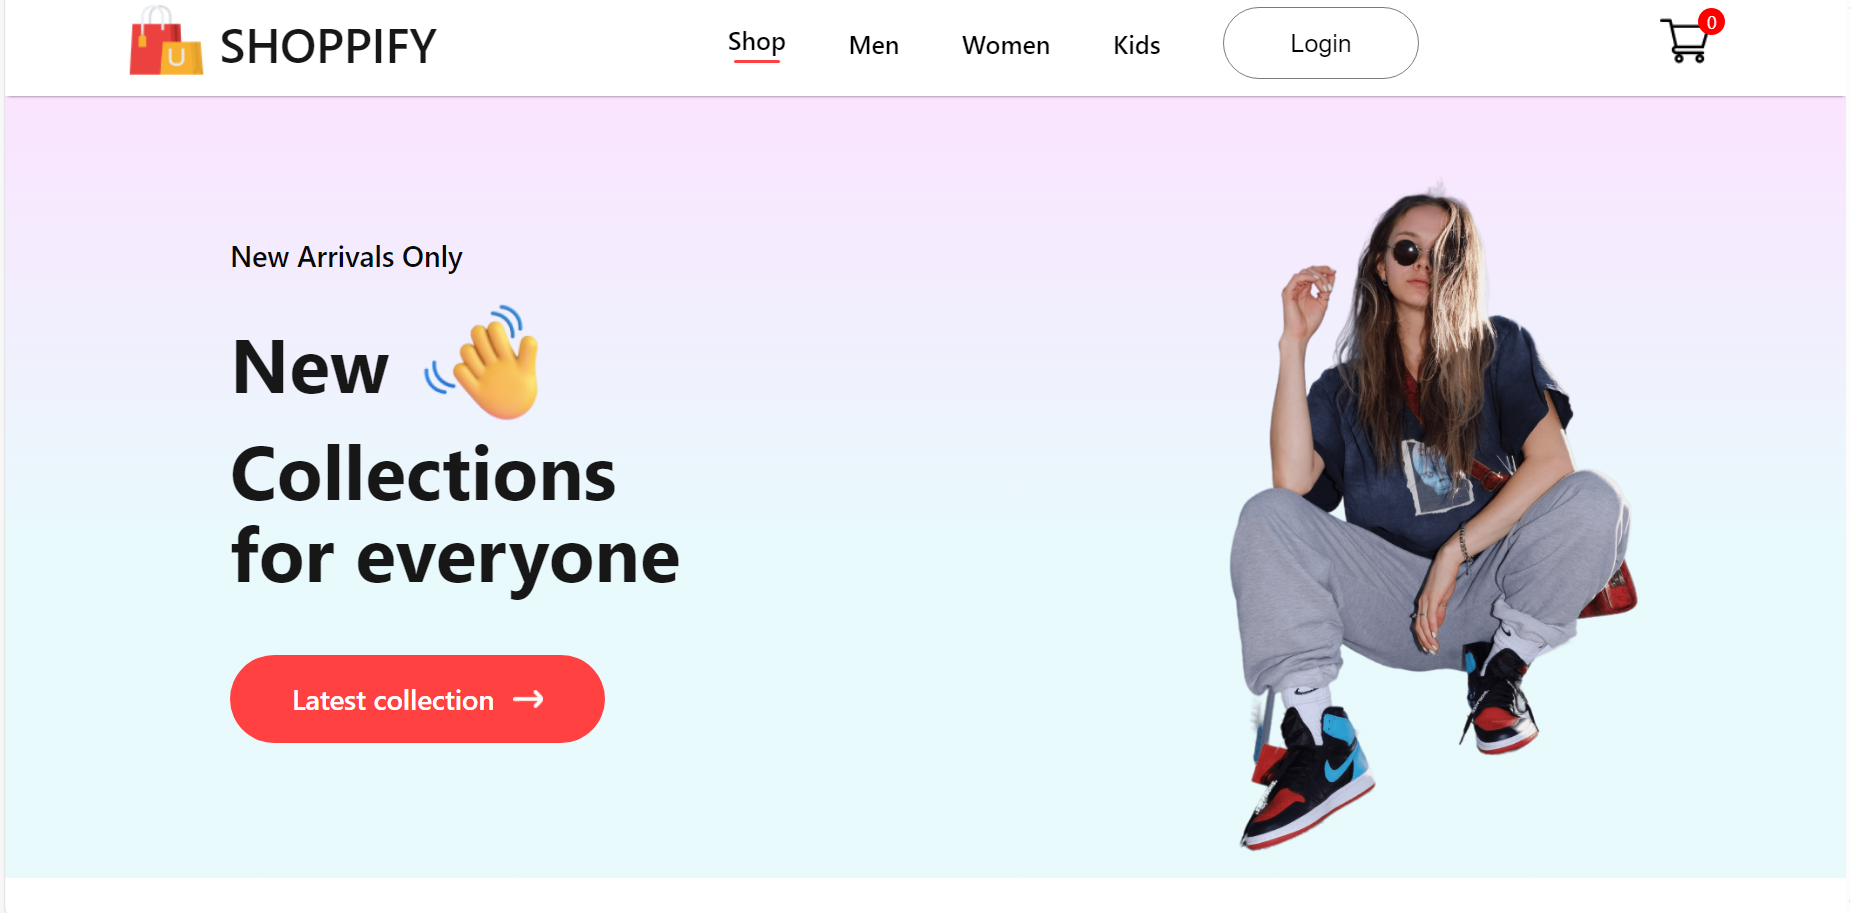 SHOPPIFY
Shop
Men
Women
Kids
Login
0
New Arrivals Only
New
Collections
for everyone
Latest collection →